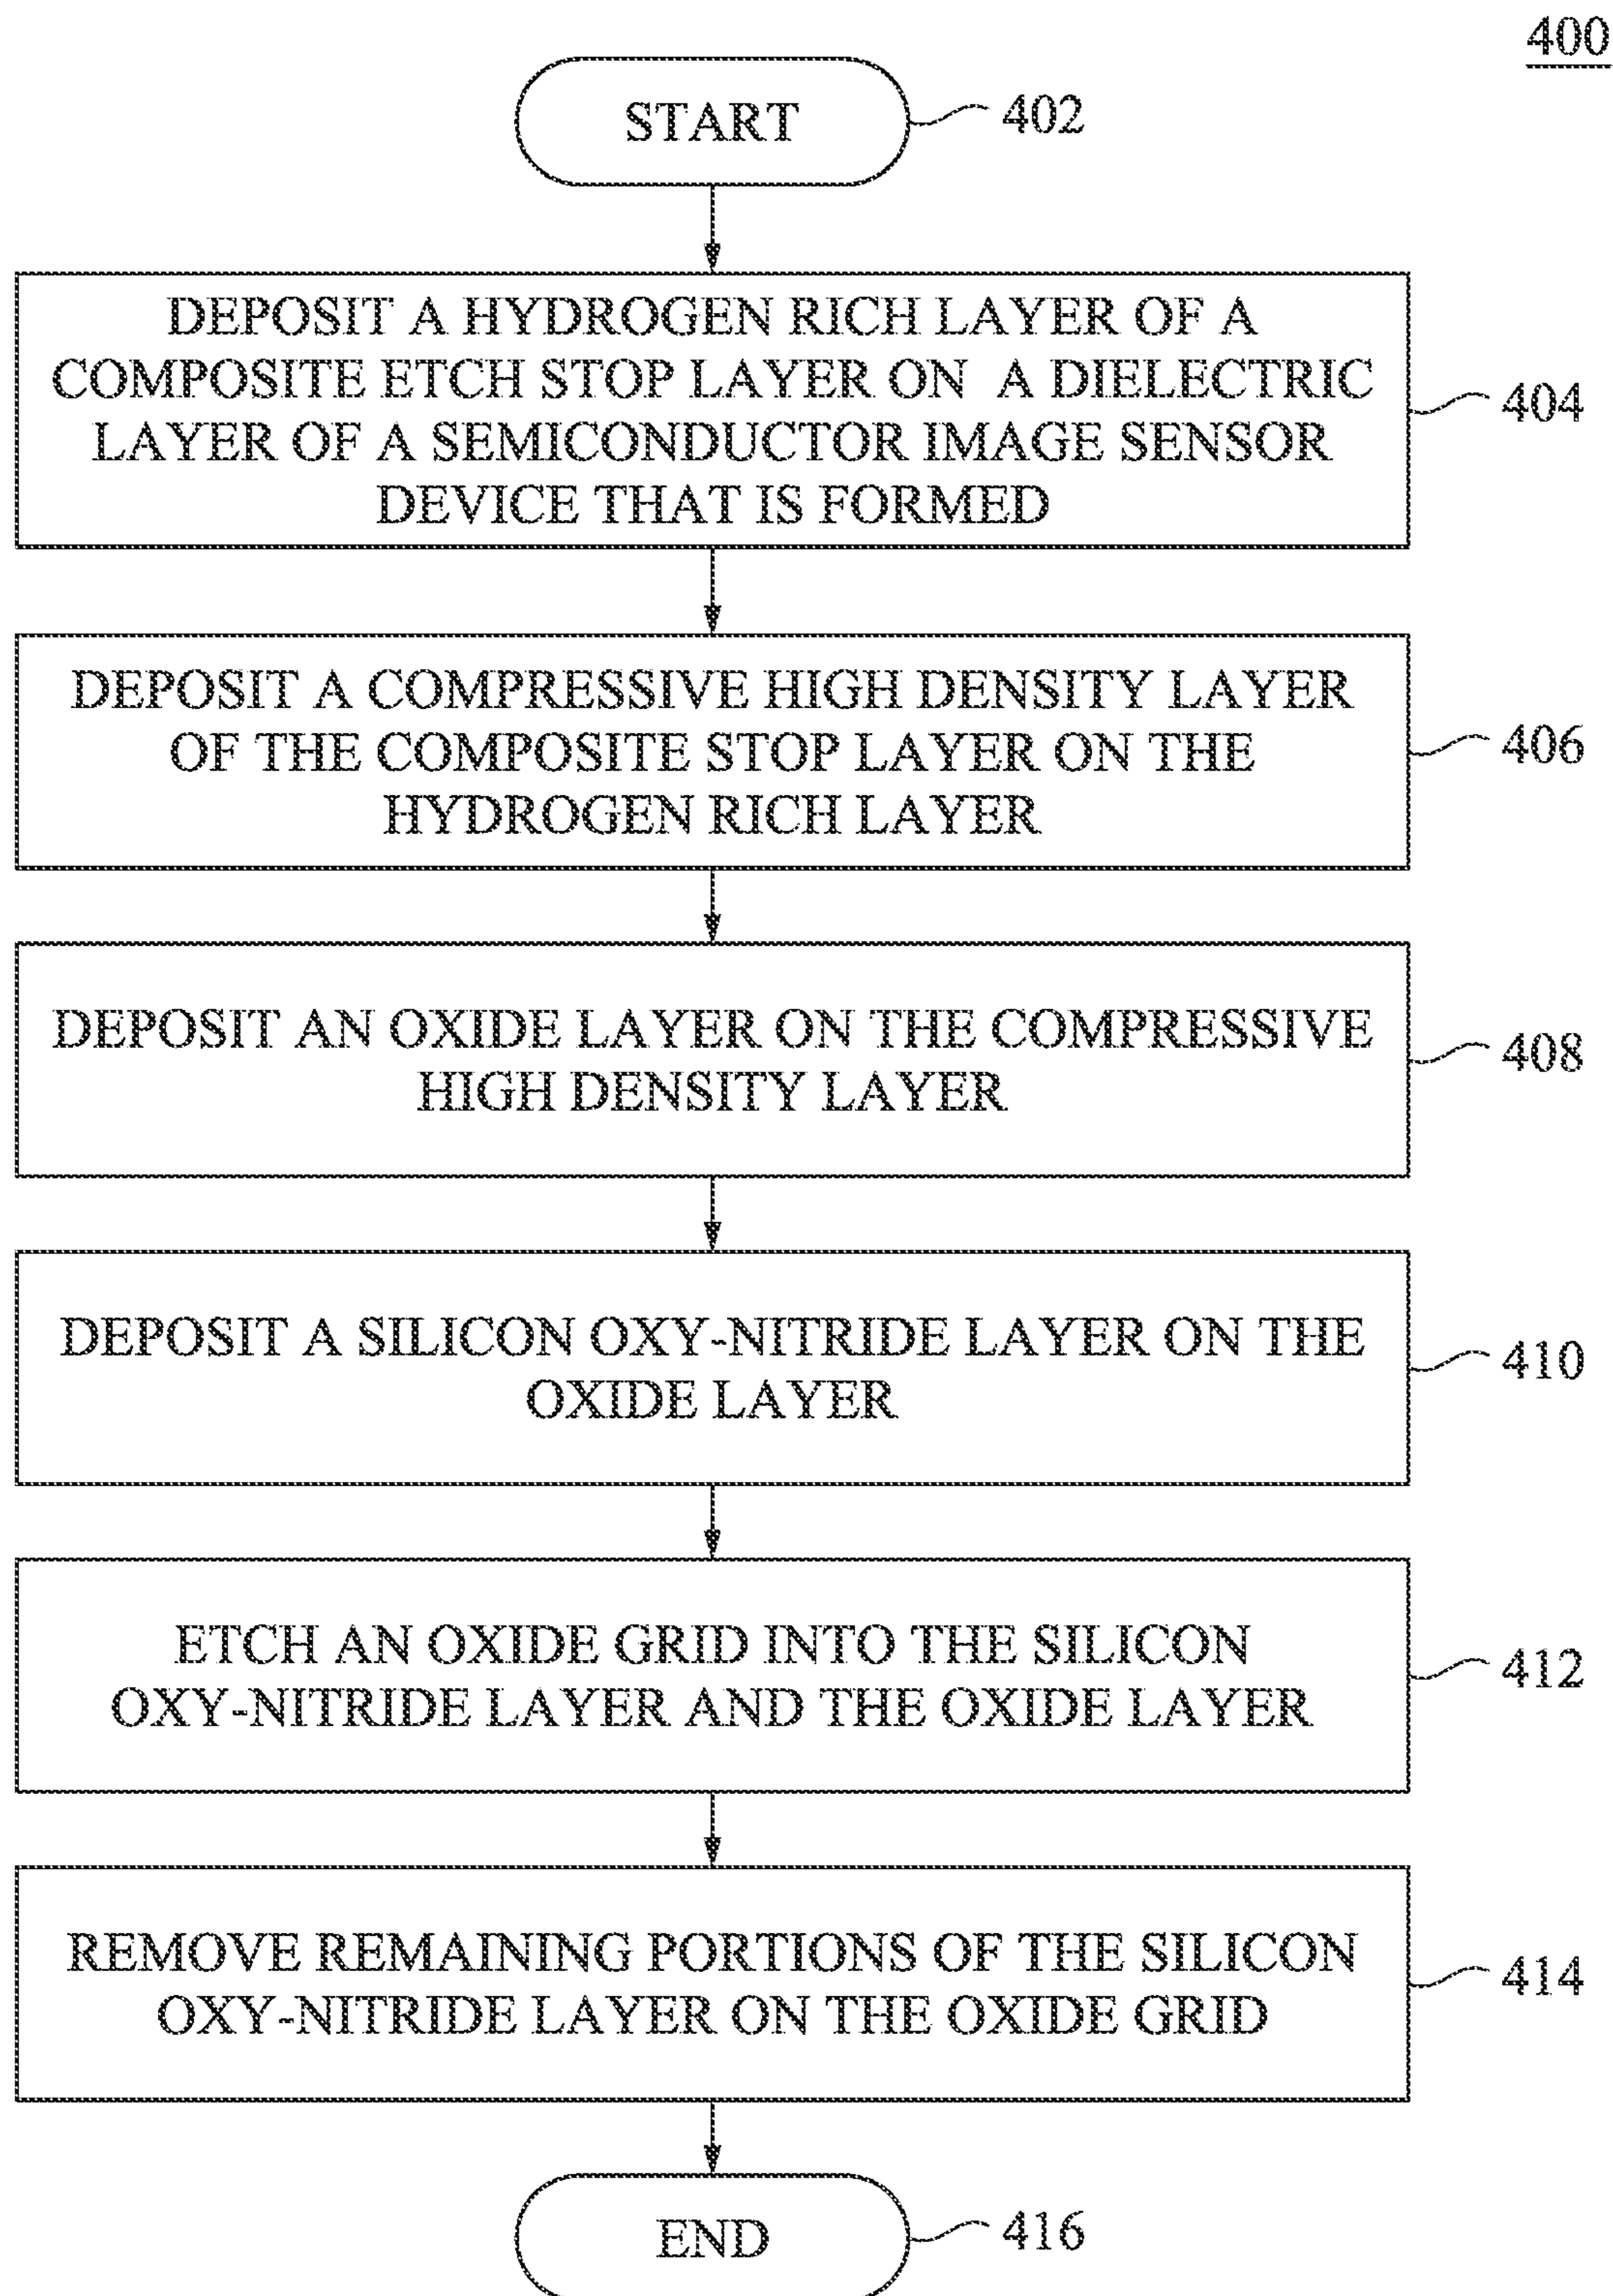 400
START
402
DEPOSIT A HYDROGEN RICH LAYER OF A
COMPOSITE ETCH STOP LAYER ON A DIELECTRIC
LAYER OF A SEMICONDUCTOR IMAGE SENSOR
DEVICE THAT IS FORMED
404
DEPOSIT A COMPRESSIVE HIGH DENSITY LAYER
OF THE COMPOSITE STOP LAYER ON THE
HYDROGEN RICH LAYER
406
DEPOSIT AN OXIDE LAYER ON THE COMPRESSIVE
HIGH DENSITY LAYER
408
DEPOSIT A SILICON OXY-NITRIDE LAYER ON THE
OXIDE LAYER
410
ETCH AN OXIDE GRID INTO THE SILICON
OXY-NITRIDE LAYER AND THE OXIDE LAYER
412
REMOVE REMAINING PORTIONS OF THE SILICON
OXY-NITRIDE LAYER ON THE OXIDE GRID
414
END
416